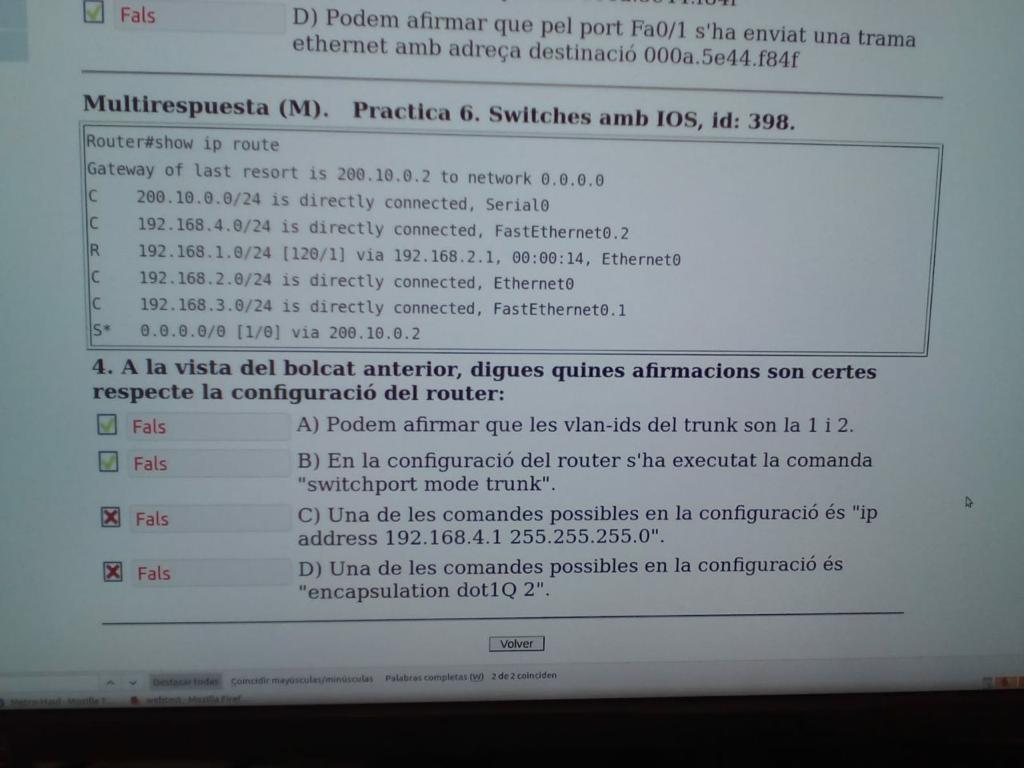 Fals
D) Podem afirmar que pel port Fa0/1 s'ha enviat una trama
ethernet amb adreça destinació 000a.5e44.f84f
Multirespuesta (M). Practica 6. Switches amb IOS, id: 398.
Router#show ip route
Gateway of last resort is 200.10.0.2 to network 0.0.0.0
C 200.10.0.0/24 is directly connected, Serial0
C 192.168.4.0/24 is directly connected, FastEthernet0.2
R 192.168.1.0/24 [120/1] via 192.168.2.1, 00:00:14, Ethernet0
C 192.168.2.0/24 is directly connected, Ethernet0
C 192.168.3.0/24 is directly connected, FastEthernet0.1
S* 0.0.0.0/0 [1/0] via 200.10.0.2
4. A la vista del bolcat anterior, digues quines afirmacions son certes
respecte la configuració del router:
Fals A) Podem afirmar que les vlan-ids del trunk son la 1 i 2.
Fals B) En la configuració del router s'ha executat la comanda
"switchport mode trunk".
Fals C) Una de les comandes possibles en la configuració és "ip
address 192.168.4.1 255.255.255.0".
Fals D) Una de les comandes possibles en la configuració és
"encapsulation dot1Q 2".
Volver
Destacar todas Coincidir mayúsculas/minúsculas Palabras completas (W) 2 de 2 coinciden